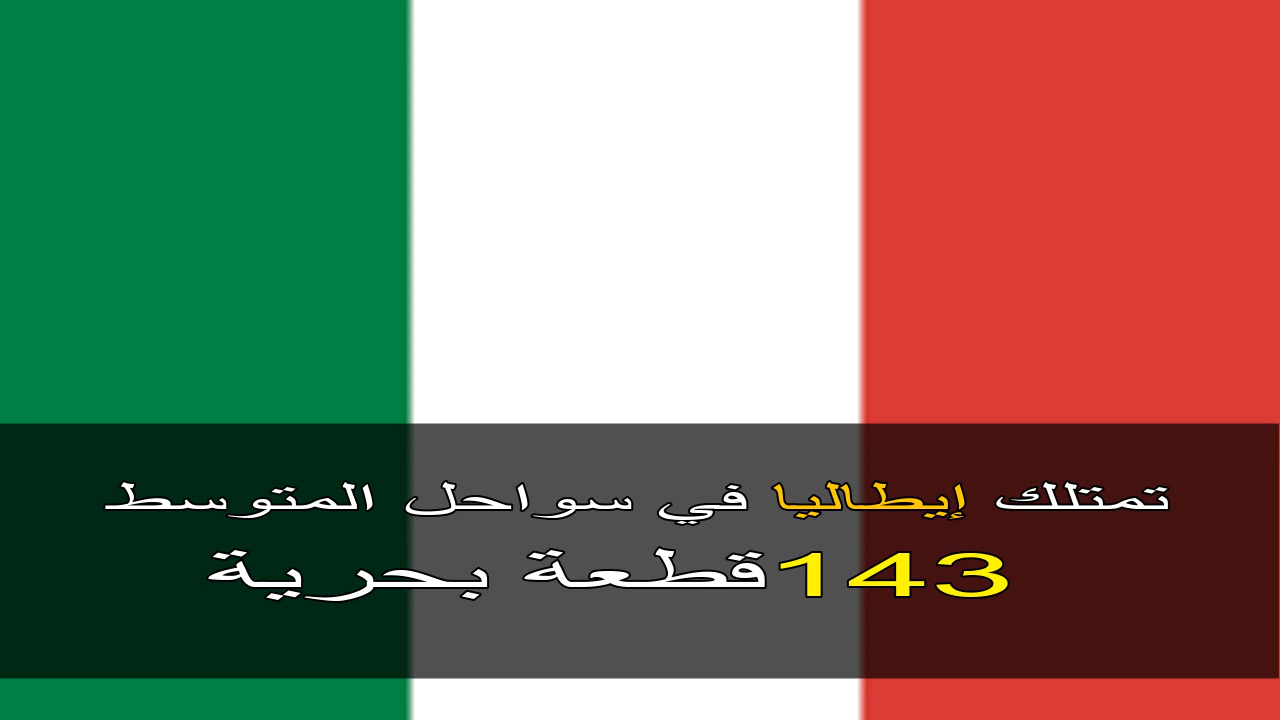 تمتلك إيطاليا في سواحل المتوسط
143قطعة بحرية